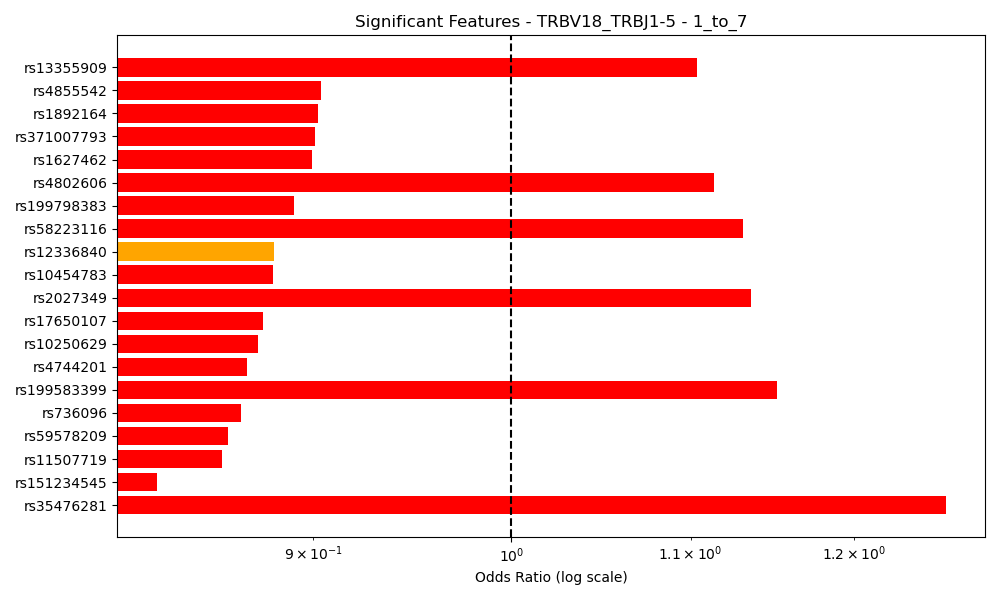 Significant Features - TRBV18_TRBJ1-5 - 1_to_7
rs13355909
rs4855542
rs1892164
rs371007793
rs1627462
rs4802606
rs199798383
rs58223116
rs12336840
rs10454783
rs2027349
rs17650107
rs10250629
rs4744201
rs199583399
rs736096
rs59578209
rs11507719
rs151234545
rs35476281
9 × 10⁻¹ 10⁰ 1.1 × 10⁰ 1.2 × 10⁰
Odds Ratio (log scale)